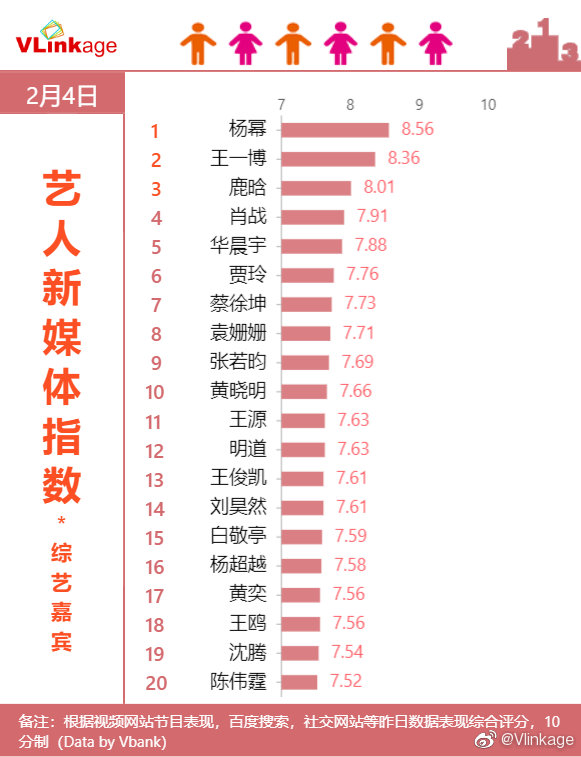 VLinkage
2月4日
艺人新媒体指数
*综艺嘉宾
7 8 9 10
1 杨幂 8.56
2 王一博 8.36
3 鹿晗 8.01
4 肖战 7.91
5 华晨宇 7.88
6 贾玲 7.76
7 蔡徐坤 7.73
8 袁姗姗 7.71
9 张若昀 7.69
10 黄晓明 7.66
11 王源 7.63
12 明道 7.63
13 王俊凯 7.61
14 刘昊然 7.61
15 白敬亭 7.59
16 杨超越 7.58
17 黄奕 7.56
18 王鸥 7.56
19 沈腾 7.54
20 陈伟霆 7.52
备注：根据视频网站节目表现，百度搜索，社交网站等昨日数据表现综合评分，10
分制（Data by Vbank）
@Vlinkage
2 1 3